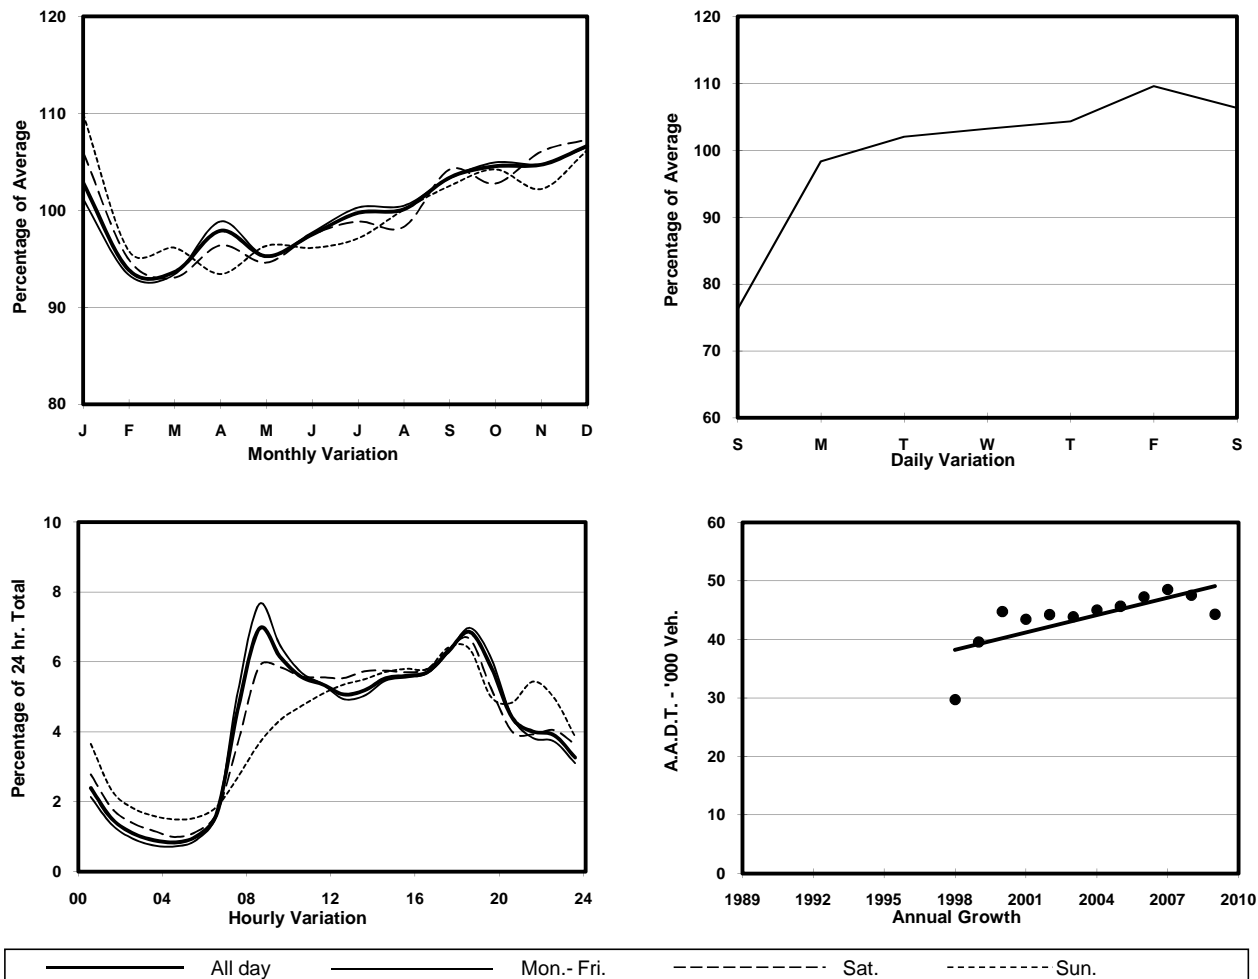 Percentage of Average
120
110
100
90
80
J F M A M J J A S O N D
Monthly Variation
Percentage of Average
120
110
100
90
80
70
60
S M T W T F S
Daily Variation
Percentage of 24 hr. Total
10
8
6
4
2
0
00 04 08 12 16 20 24
Hourly Variation
A.A.D.T. - '000 Veh.
60
50
40
30
20
10
0
1989 1992 1995 1998 2001 2004 2007 2010
Annual Growth
All day Mon.- Fri. Sat. Sun.